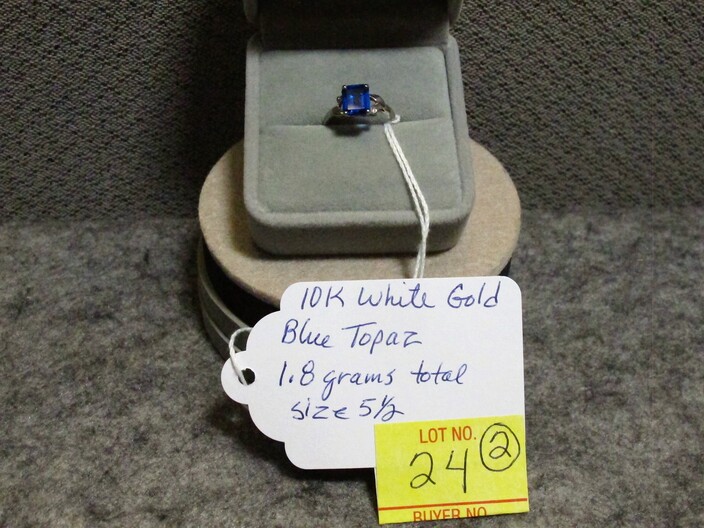 10K White Gold
Blue Topaz
1.8 grams total
size 5½
LOT NO.
24 2
BUYER NO.